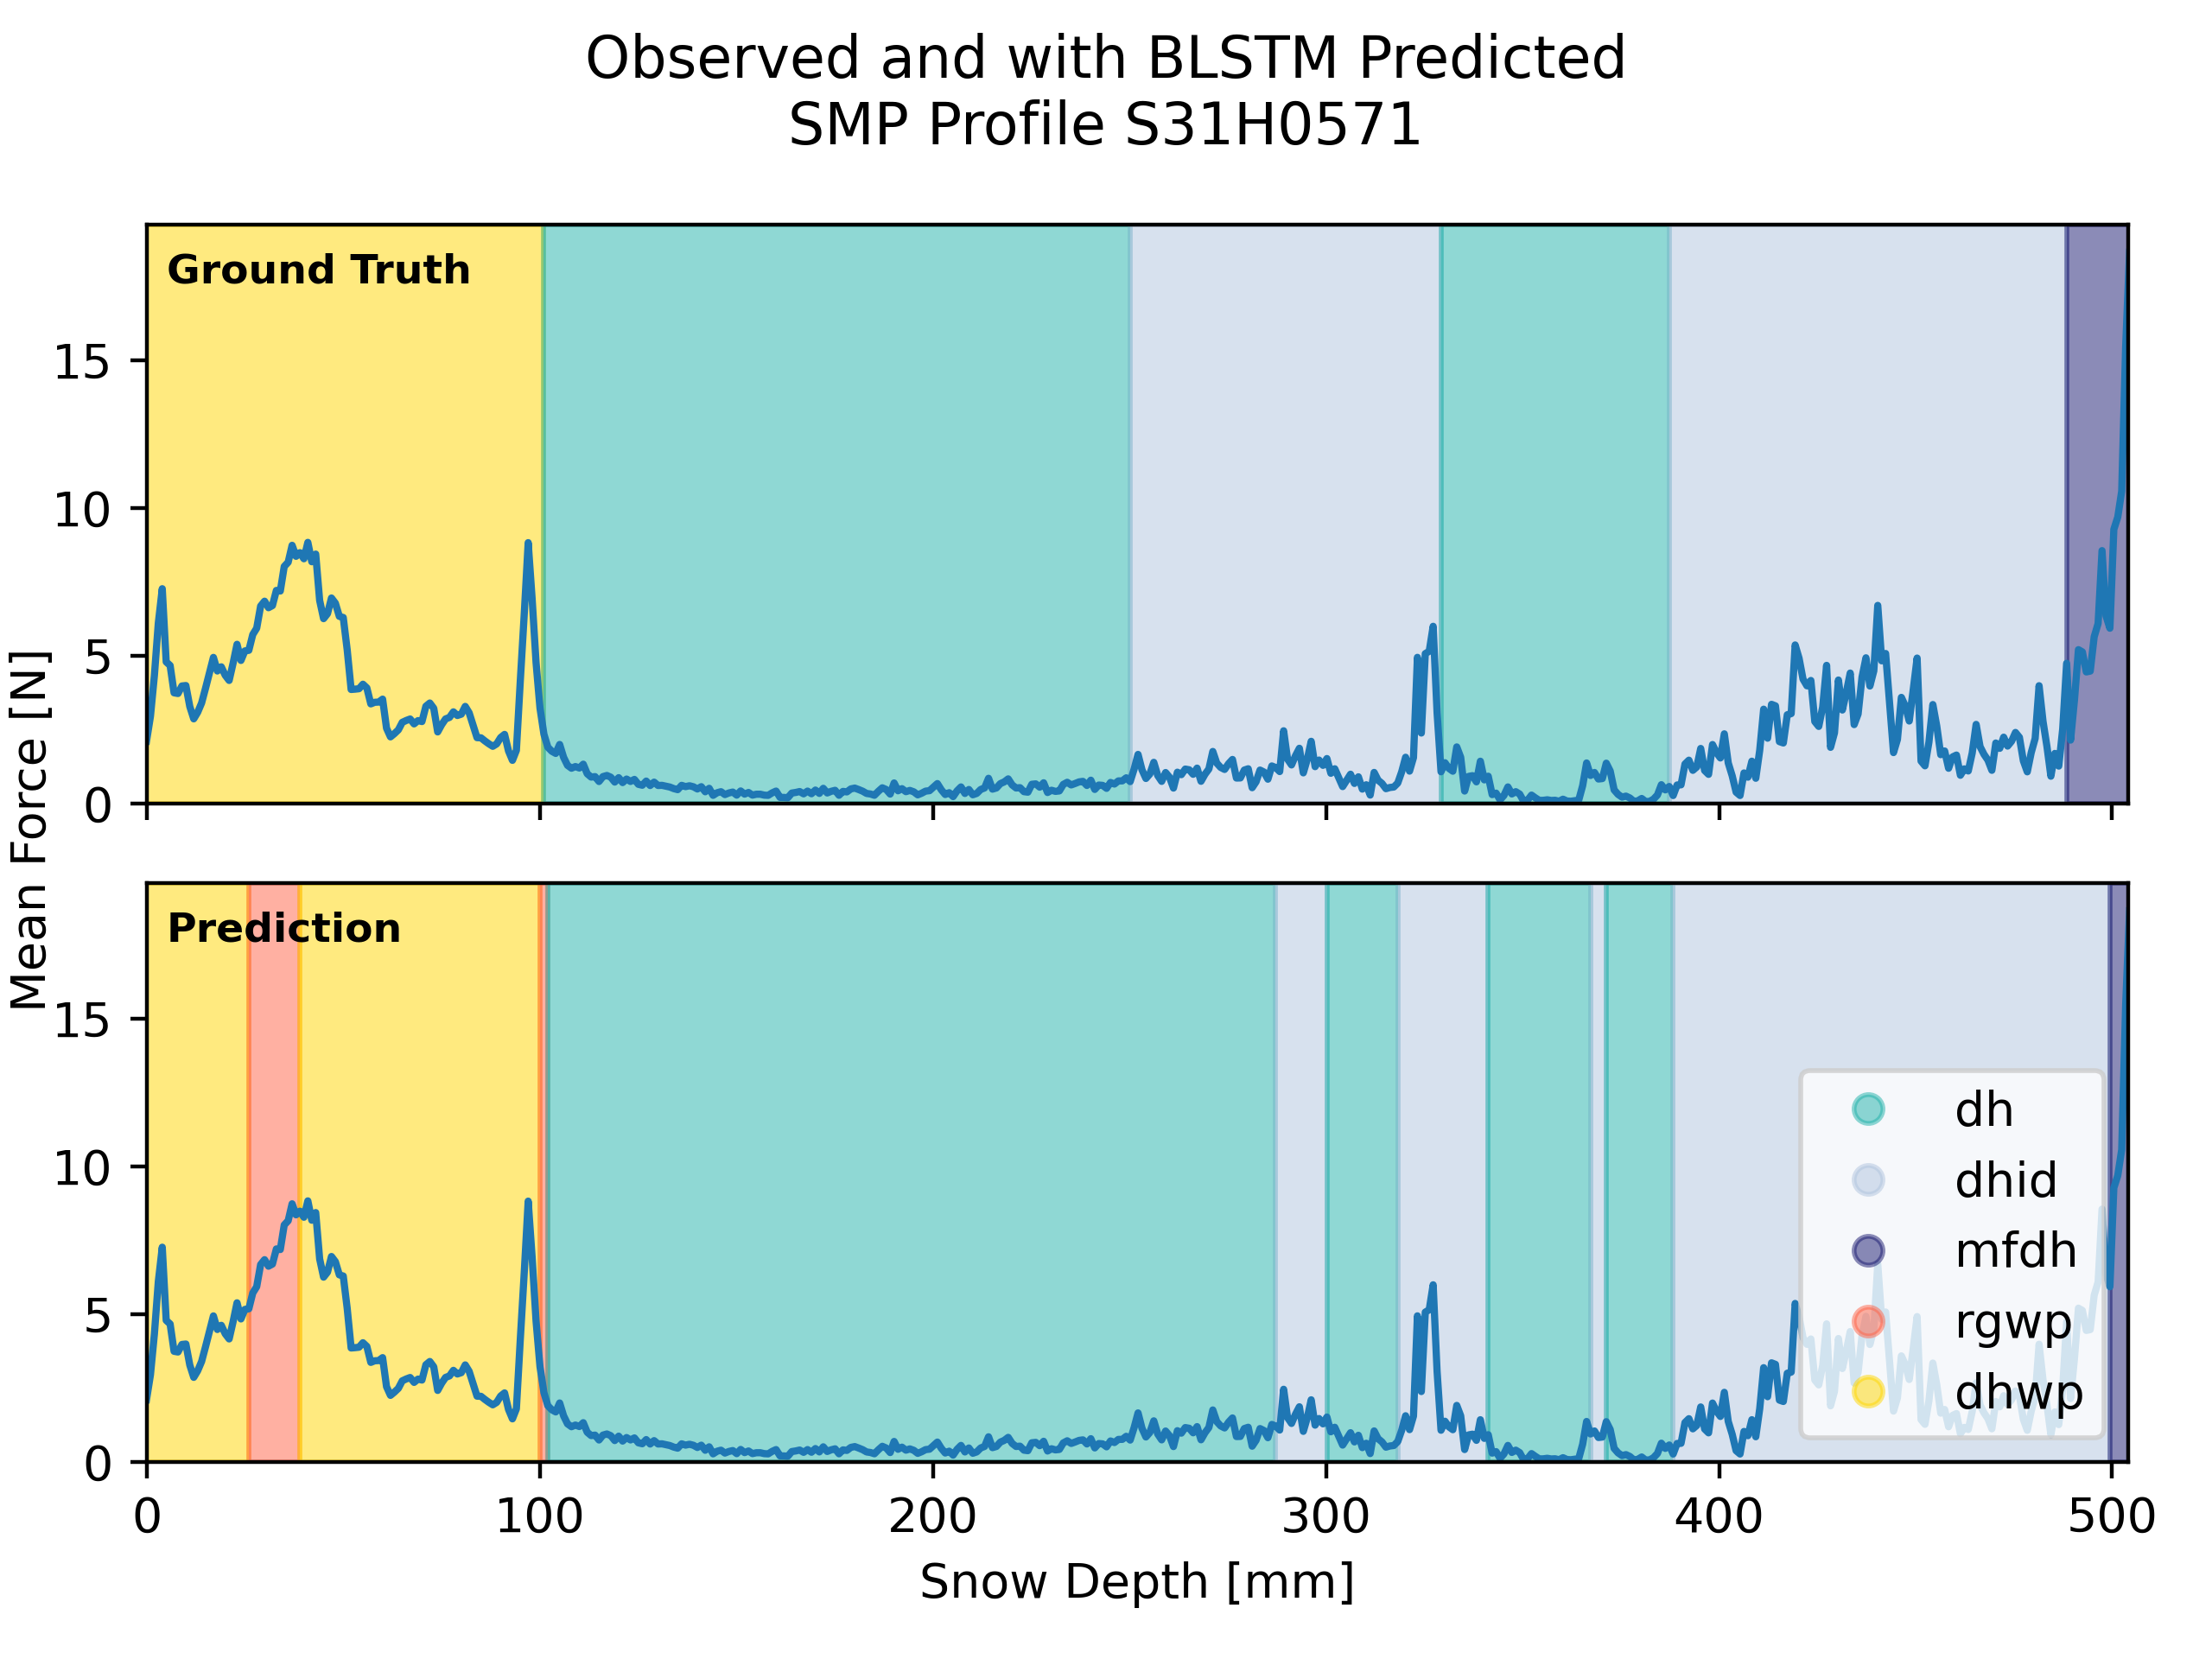 Observed and with BLSTM Predicted
SMP Profile S31H0571
Ground Truth
15
10
5
0
Mean Force [N]
Prediction
15
10
5
0
dh
dhid
mfdh
rgwp
dhwp
0 100 200 300 400 500
Snow Depth [mm]